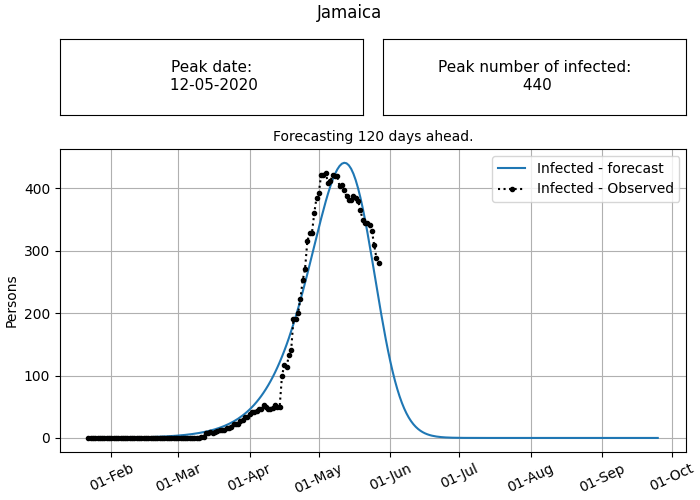 Jamaica
Peak date:
12-05-2020
Peak number of infected:
440
Forecasting 120 days ahead.
Infected - forecast
Infected - Observed
Persons
400
300
200
100
0
01-Feb
01-Mar
01-Apr
01-May
01-Jun
01-Jul
01-Aug
01-Sep
01-Oct